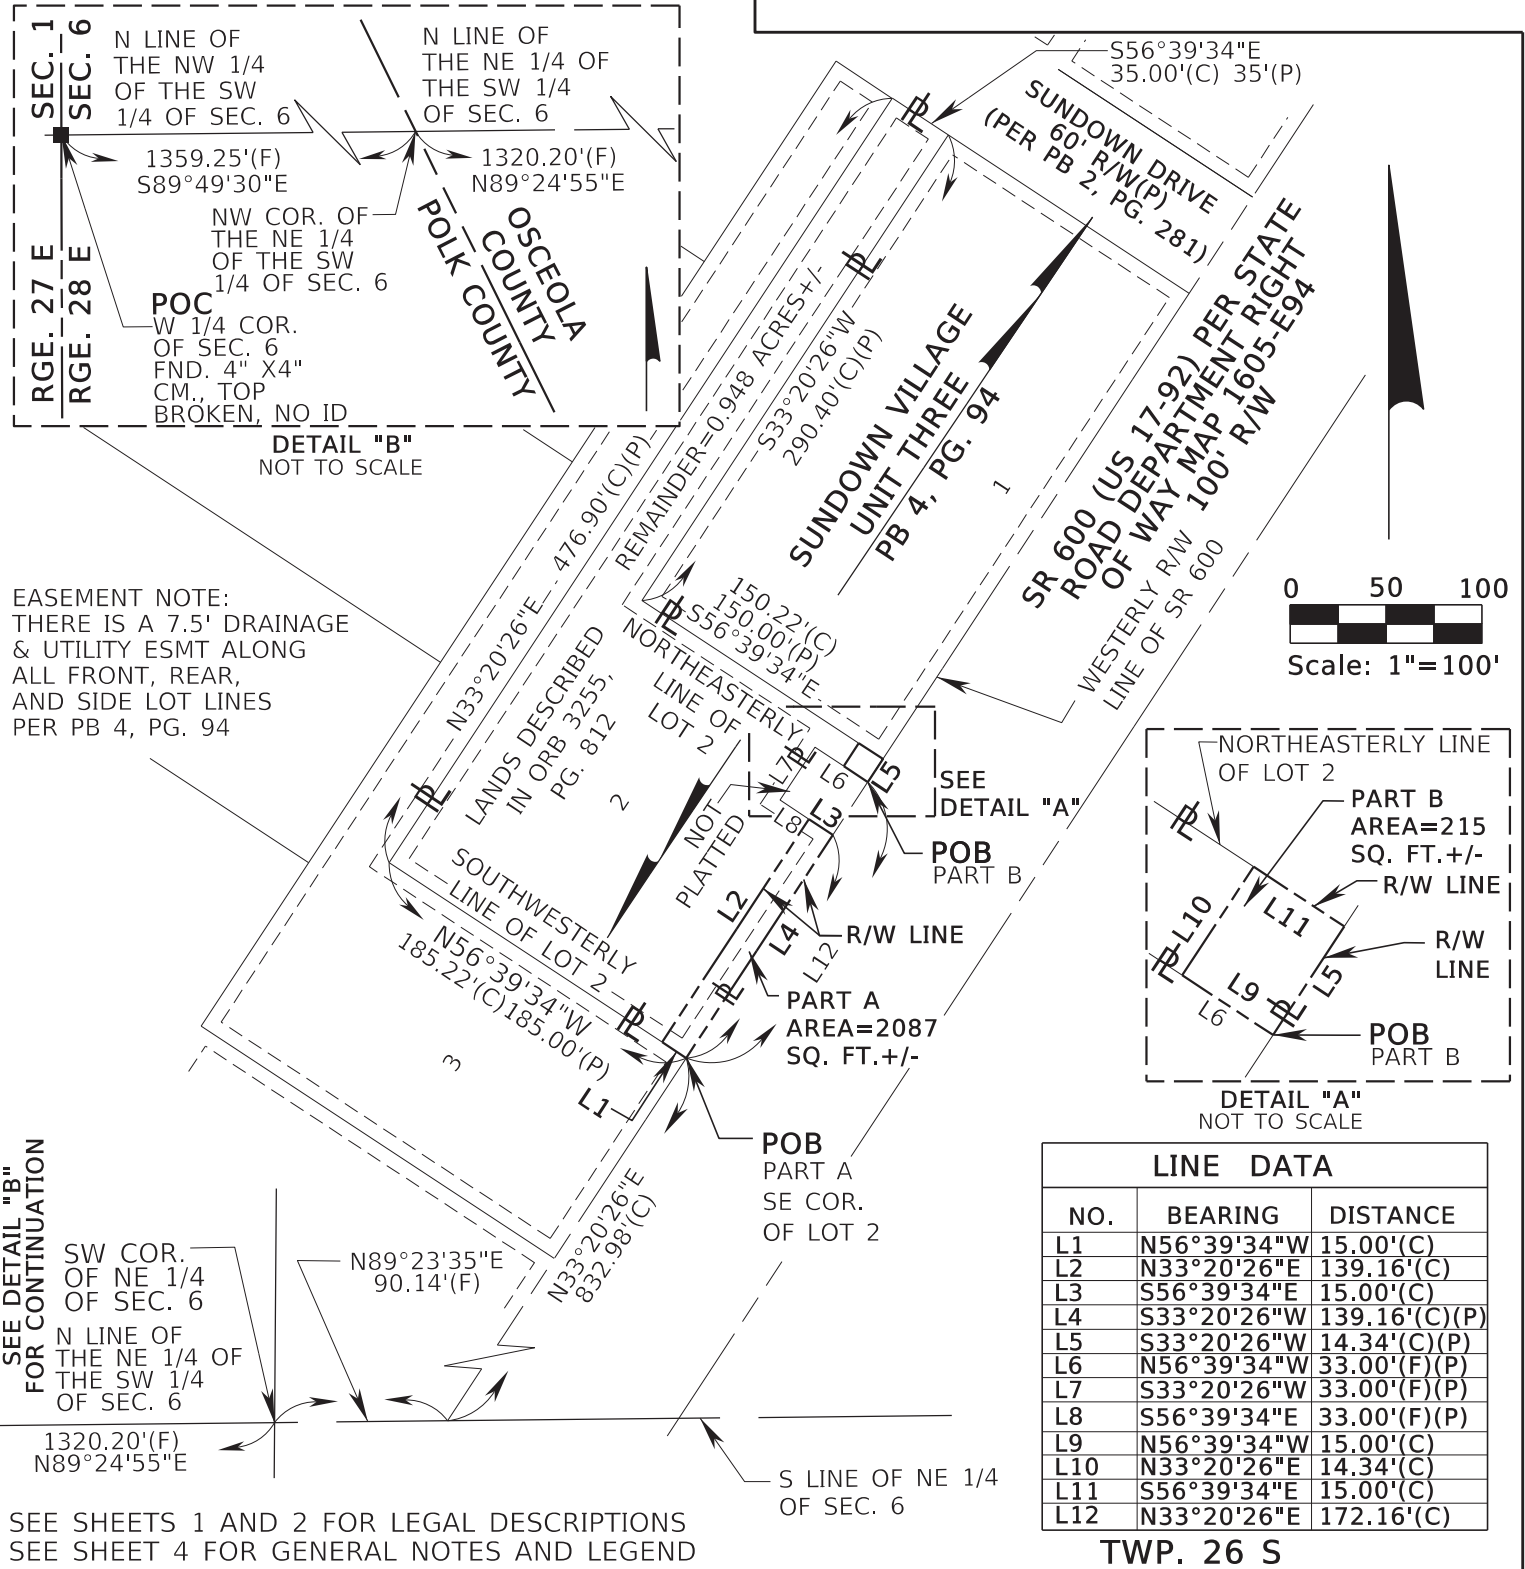 SEC. 1
SEC. 6
RGE. 27 E
RGE. 28 E
N LINE OF
THE NW 1/4
OF THE SW
1/4 OF SEC. 6
N LINE OF
THE NE 1/4 OF
THE SW 1/4
OF SEC. 6
1359.25'(F)
S89°49'30"E
1320.20'(F)
N89°24'55"E
NW COR. OF
THE NE 1/4
OF THE SW
1/4 OF SEC. 6
OSCEOLA
COUNTY
POLK COUNTY
POC
W 1/4 COR.
OF SEC. 6
FND. 4" X4"
CM., TOP
BROKEN, NO ID
DETAIL "B"
NOT TO SCALE
S56°39'34"E
35.00'(C) 35'(P)
SUNDOWN DRIVE
60' R/W(P)
(PER PB 2, PG. 281)
SR 600 (US 17-92) PER STATE
ROAD DEPARTMENT RIGHT
OF WAY MAP 1605-E94
100' R/W
WESTERLY R/W
LINE OF SR 600
SUNDOWN VILLAGE
UNIT THREE
PB 4, PG. 94
1
S33°20'26"W
290.40'(C)(P)
REMAINDER=0.948 ACRES+/-
N33°20'26"E 476.90'(C)(P)
150.22'(C)
150.00'(P)
S56°39'34"E
NORTHEASTERLY
LINE OF
LOT 2
LANDS DESCRIBED
IN ORB 3255,
PG. 812
2
0 50 100
Scale: 1"=100'
EASEMENT NOTE:
THERE IS A 7.5' DRAINAGE
& UTILITY ESMT ALONG
ALL FRONT, REAR,
AND SIDE LOT LINES
PER PB 4, PG. 94
L7
L6
L5
L3
L8
SEE
DETAIL "A"
NOT
PLATTED
POB
PART B
SOUTHWESTERLY
LINE OF LOT 2
L2
L4
L12
R/W LINE
N56°39'34"W
185.22'(C)185.00'(P)
PART A
AREA=2087
SQ. FT.+/-
3
L1
POB
PART A
SE COR.
OF LOT 2
N33°20'26"E
832.98'(C)
NORTHEASTERLY LINE
OF LOT 2
PART B
AREA=215
SQ. FT.+/-
R/W LINE
L10
L11
R/W
LINE
L9
L5
L6
POB
PART B
DETAIL "A"
NOT TO SCALE
SEE DETAIL "B"
FOR CONTINUATION
SW COR.
OF NE 1/4
OF SEC. 6
N LINE OF
THE NE 1/4 OF
THE SW 1/4
OF SEC. 6
N89°23'35"E
90.14'(F)
1320.20'(F)
N89°24'55"E
S LINE OF NE 1/4
OF SEC. 6
LINE DATA
NO. BEARING DISTANCE
L1 N56°39'34"W 15.00'(C)
L2 N33°20'26"E 139.16'(C)
L3 S56°39'34"E 15.00'(C)
L4 S33°20'26"W 139.16'(C)(P)
L5 S33°20'26"W 14.34'(C)(P)
L6 N56°39'34"W 33.00'(F)(P)
L7 S33°20'26"W 33.00'(F)(P)
L8 S56°39'34"E 33.00'(F)(P)
L9 N56°39'34"W 15.00'(C)
L10 N33°20'26"E 14.34'(C)
L11 S56°39'34"E 15.00'(C)
L12 N33°20'26"E 172.16'(C)
SEE SHEETS 1 AND 2 FOR LEGAL DESCRIPTIONS
SEE SHEET 4 FOR GENERAL NOTES AND LEGEND
TWP. 26 S